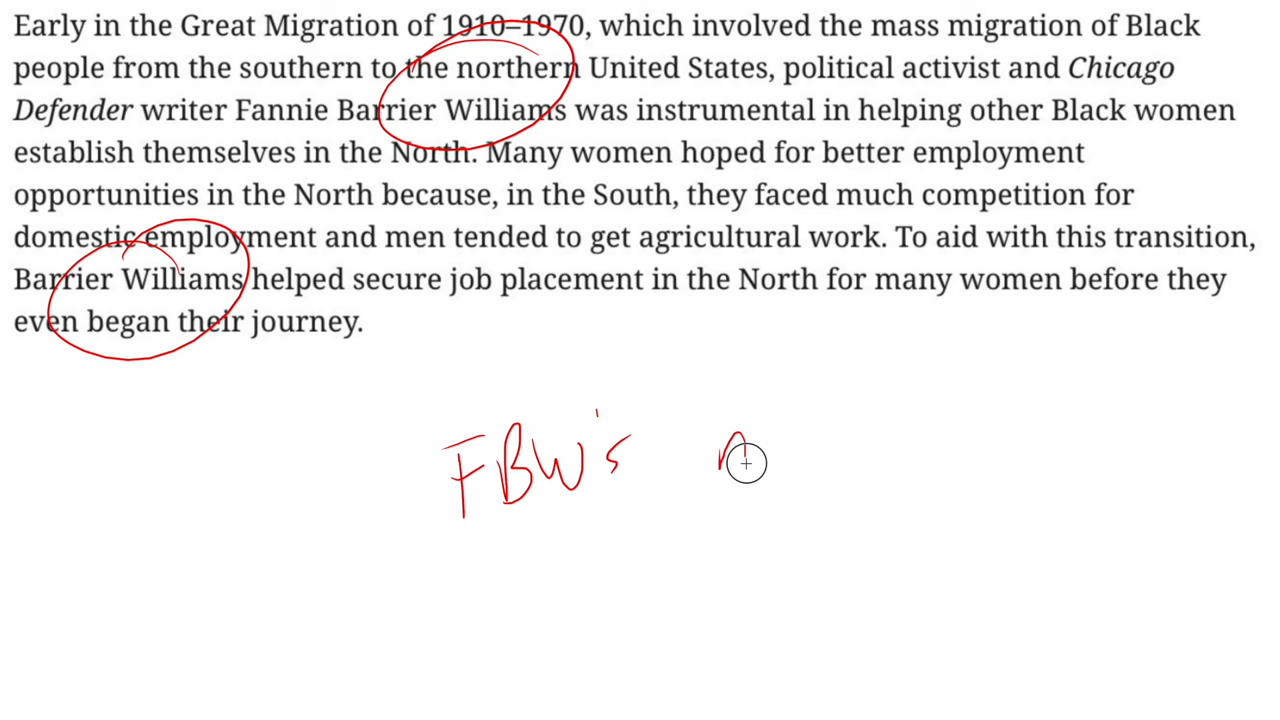 Early in the Great Migration of 1910–1970, which involved the mass migration of Black
people from the southern to the northern United States, political activist and Chicago
Defender writer Fannie Barrier Williams was instrumental in helping other Black women
establish themselves in the North. Many women hoped for better employment
opportunities in the North because, in the South, they faced much competition for
domestic employment and men tended to get agricultural work. To aid with this transition,
Barrier Williams helped secure job placement in the North for many women before they
even began their journey.
FBW's